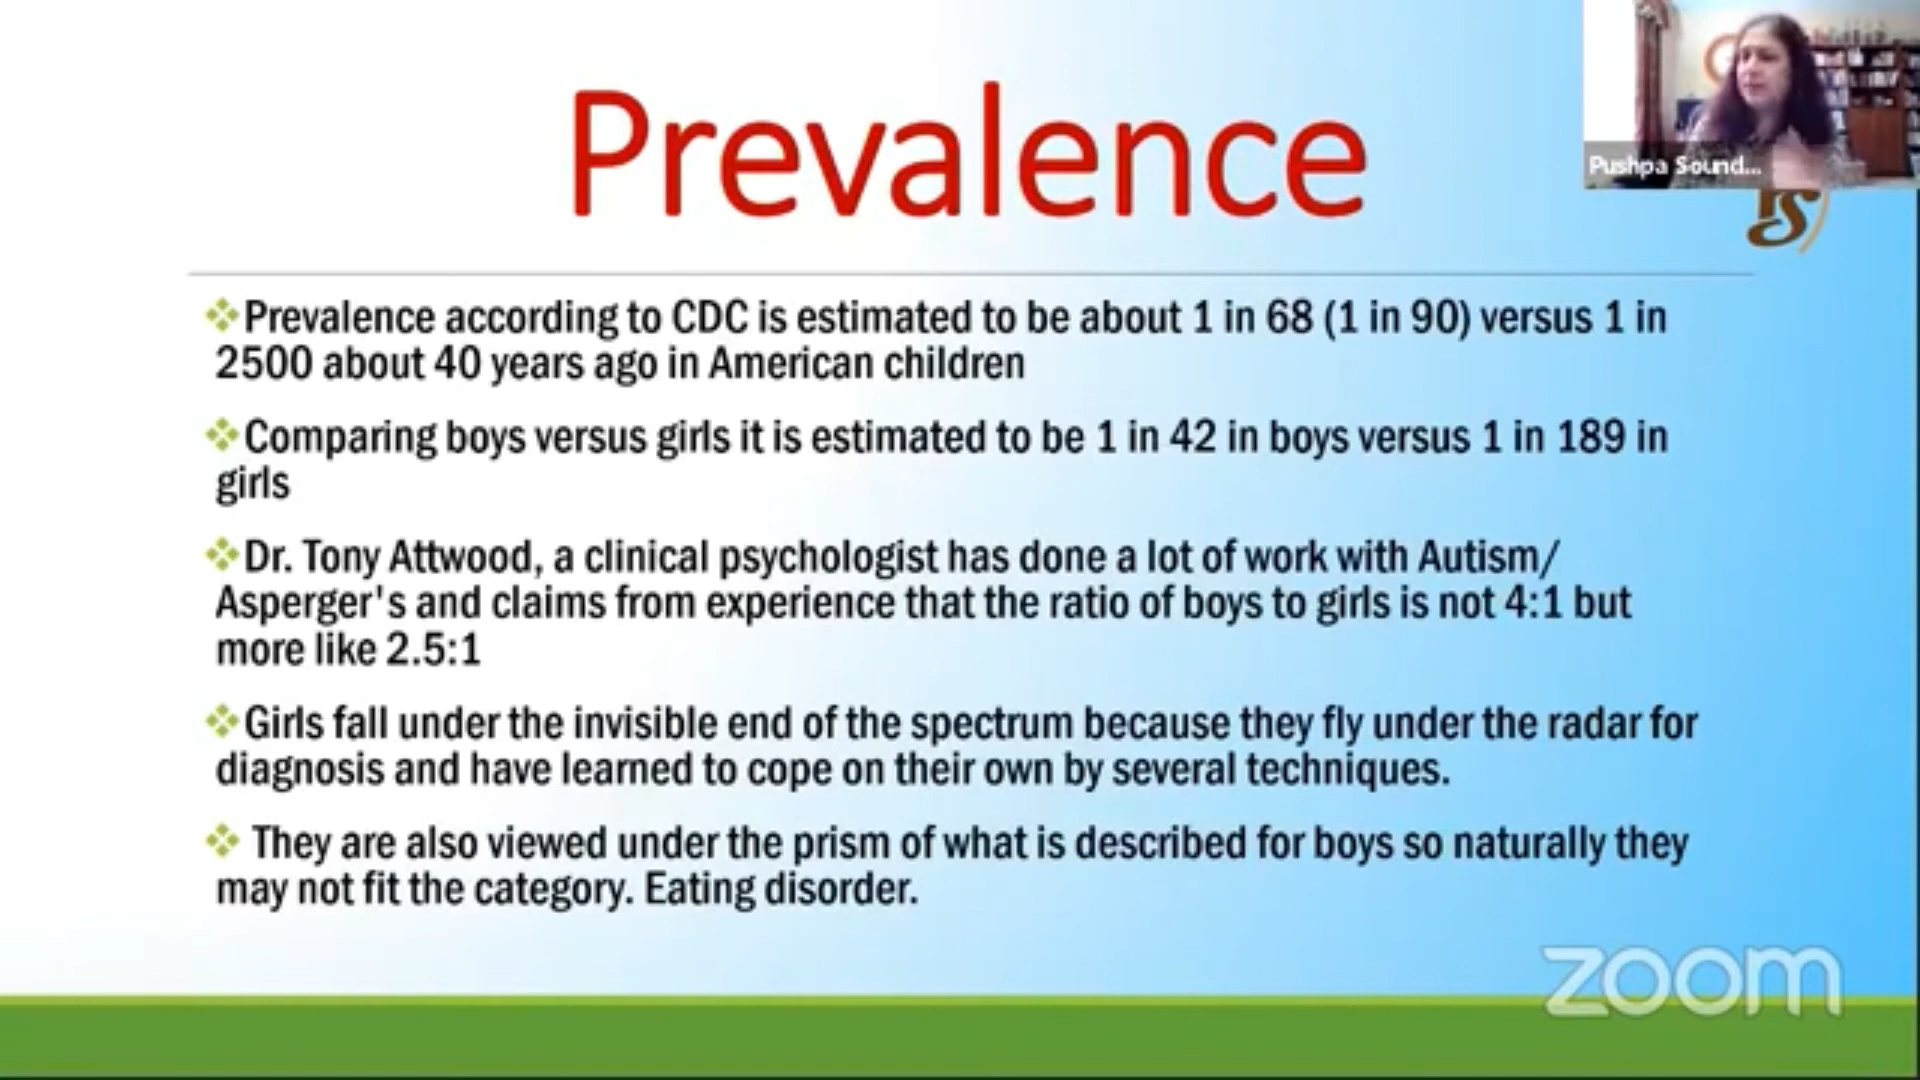 Prevalence
Pushpa Sound...
❖Prevalence according to CDC is estimated to be about 1 in 68 (1 in 90) versus 1 in
2500 about 40 years ago in American children
❖Comparing boys versus girls it is estimated to be 1 in 42 in boys versus 1 in 189 in
girls
❖Dr. Tony Attwood, a clinical psychologist has done a lot of work with Autism/
Asperger's and claims from experience that the ratio of boys to girls is not 4:1 but
more like 2.5:1
❖Girls fall under the invisible end of the spectrum because they fly under the radar for
diagnosis and have learned to cope on their own by several techniques.
❖ They are also viewed under the prism of what is described for boys so naturally they
may not fit the category. Eating disorder.
zoom